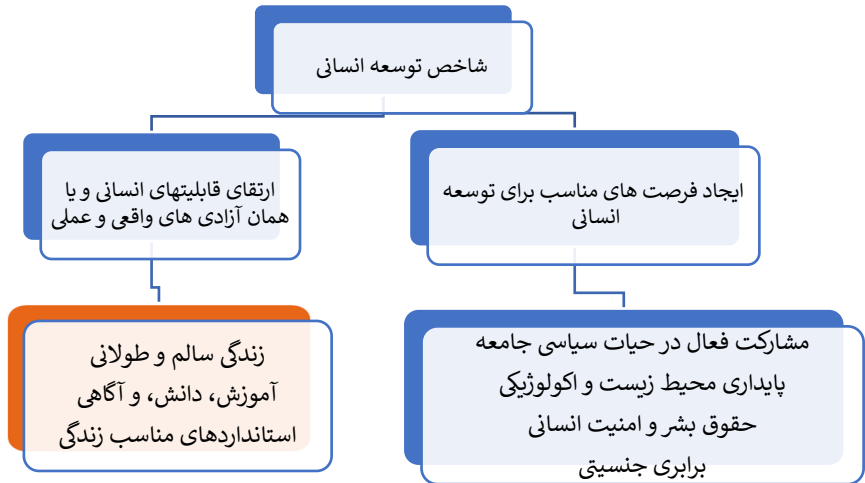 شاخص توسعه انسانی
ایجاد فرصت های مناسب برای توسعه
انسانی
ارتقای قابلیتهای انسانی و یا
همان آزادی های واقعی و عملی
مشارکت فعال در حیات سیاسی جامعه
پایداری محیط زیست و اکولوژیکی
حقوق بشر و امنیت انسانی
برابری جنسیتی
زندگی سالم و طولانی
آموزش، دانش، و آگاهی
استانداردهای مناسب زندگی